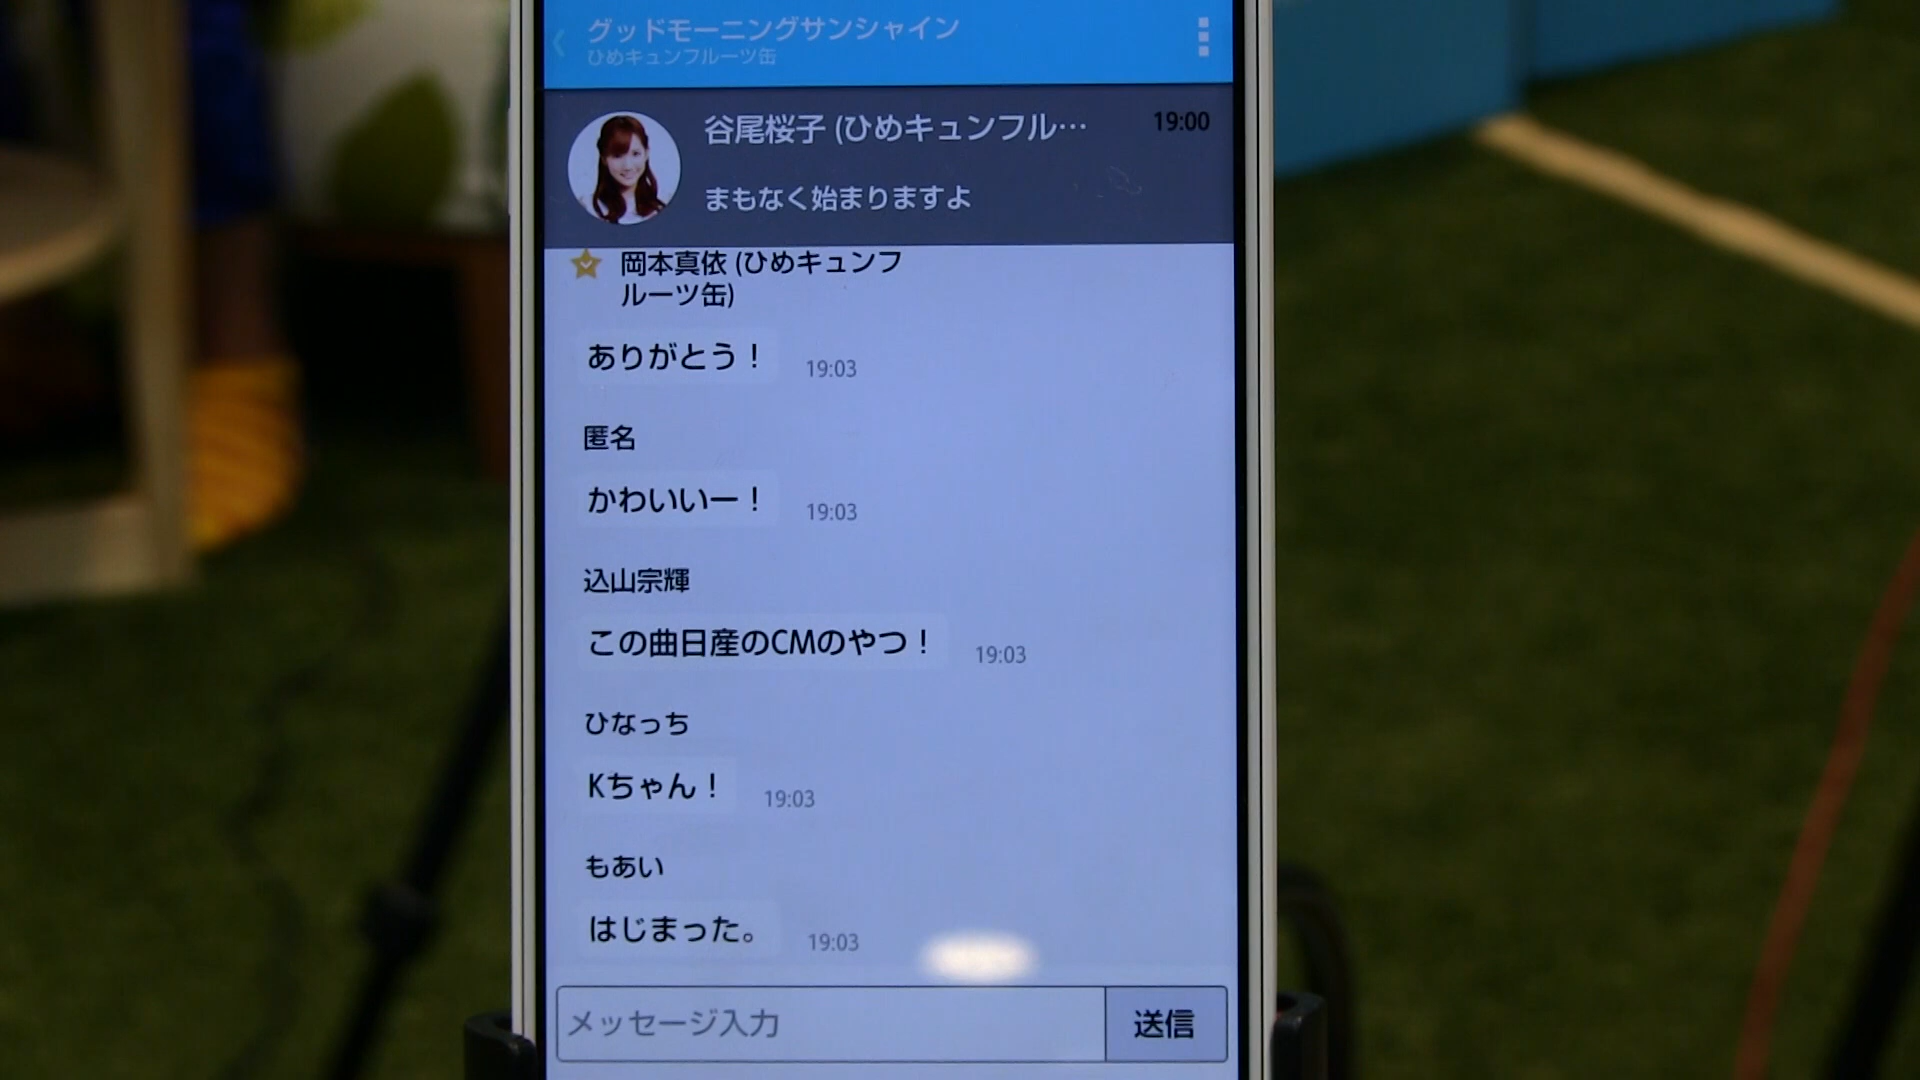 グッドモーニングサンシャイン
ひめキュンフルーツ缶
谷尾桜子 (ひめキュンフル… 19:00
まもなく始まりますよ
岡本真依 (ひめキュンフ
ルーツ缶)
ありがとう！ 19:03
匿名
かわいいー！ 19:03
込山宗輝
この曲日産のCMのやつ！ 19:03
ひなっち
Kちゃん！ 19:03
もあい
はじまった。 19:03
メッセージ入力 送信